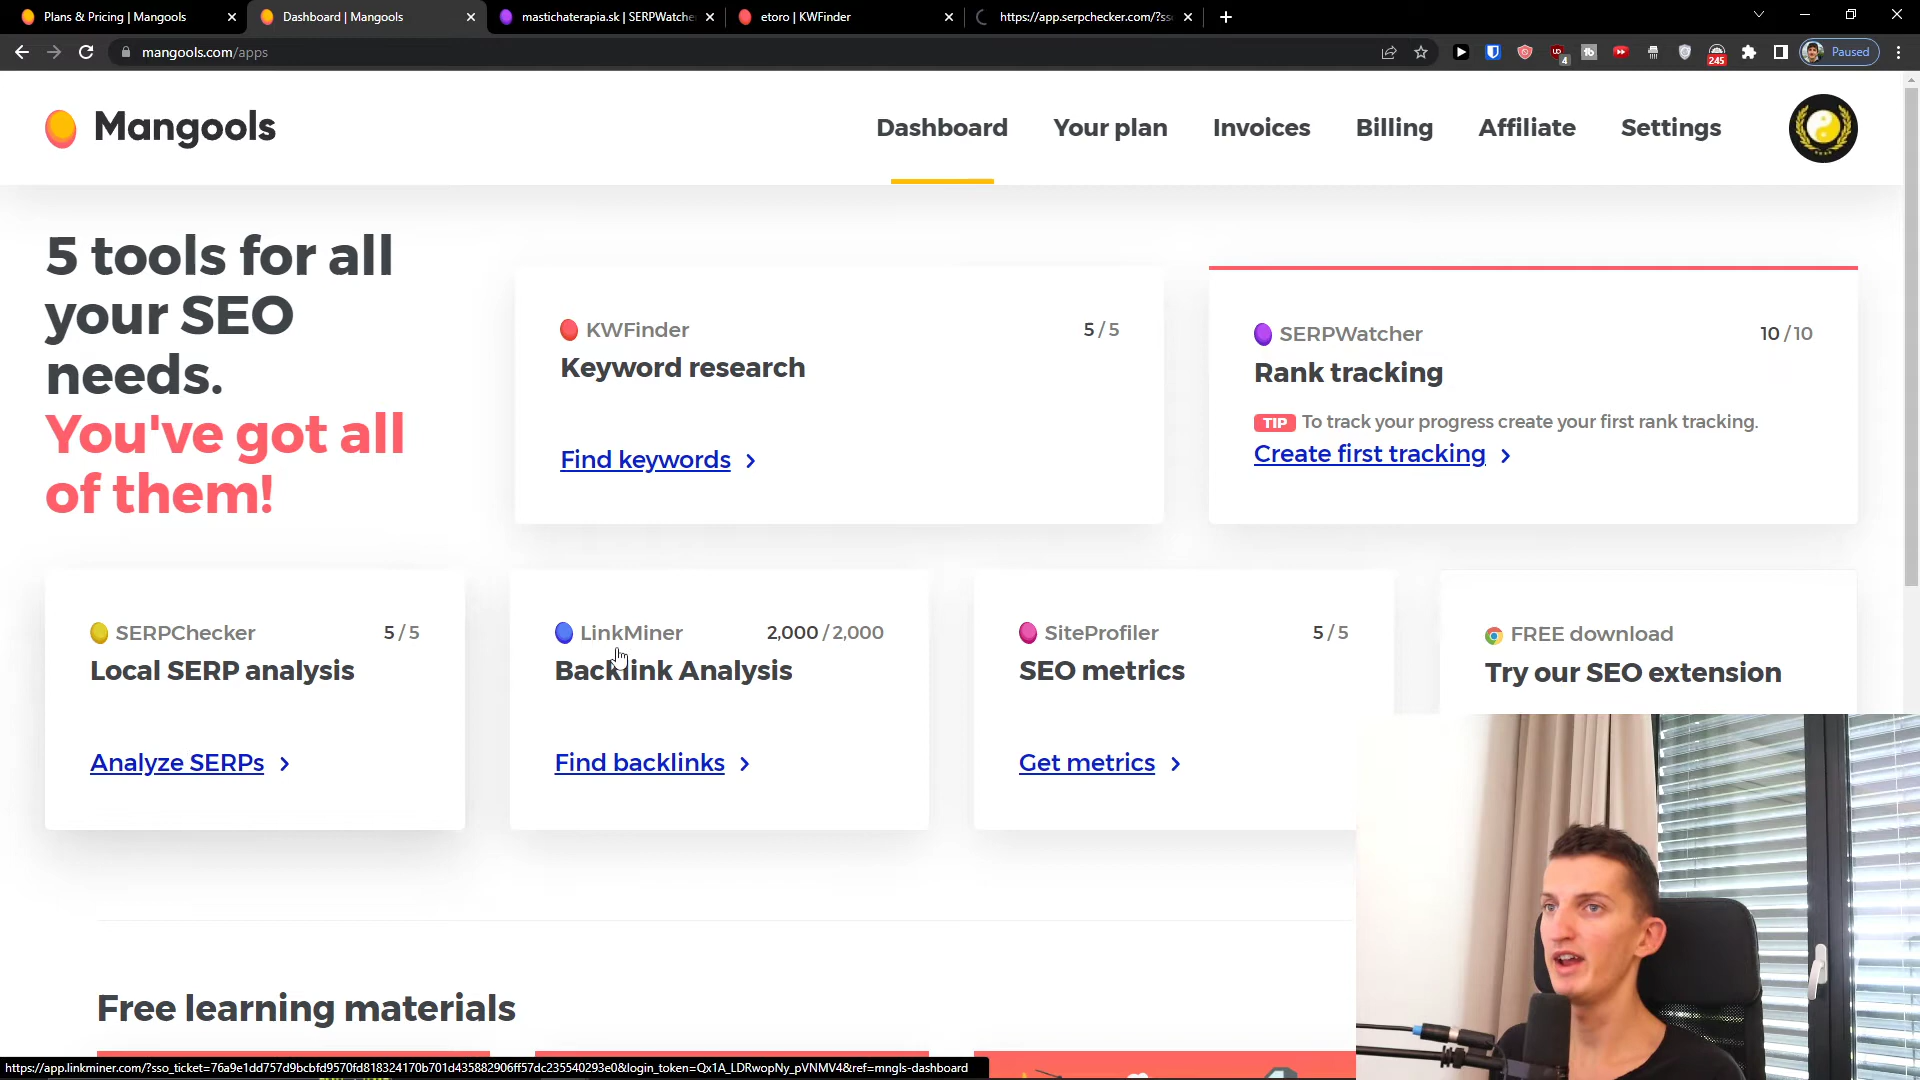 Plans & Pricing | Mangools
Dashboard | Mangools
mastichaterapia.sk | SERPWatche
etoro | KWFinder
https://app.serpchecker.com/?sso
mangools.com/apps
4
245
Paused
Mangools
Dashboard
Your plan
Invoices
Billing
Affiliate
Settings
5 tools for all
your SEO
needs.
You've got all
of them!
KWFinder
5 / 5
Keyword research
Find keywords
SERPWatcher
10 / 10
Rank tracking
TIP To track your progress create your first rank tracking.
Create first tracking
SERPChecker
5 / 5
Local SERP analysis
Analyze SERPs
LinkMiner
2,000 / 2,000
Backlink Analysis
Find backlinks
SiteProfiler
5 / 5
SEO metrics
Get metrics
FREE download
Try our SEO extension
Free learning materials
https://app.linkminer.com/?sso_ticket=76a9e1dd757d9bcbfd9570fd818324170b701d435882906ff57dc235540293e0&login_token=Qx1A_LDRwopNy_pVNMV4&ref=mngls-dashboard